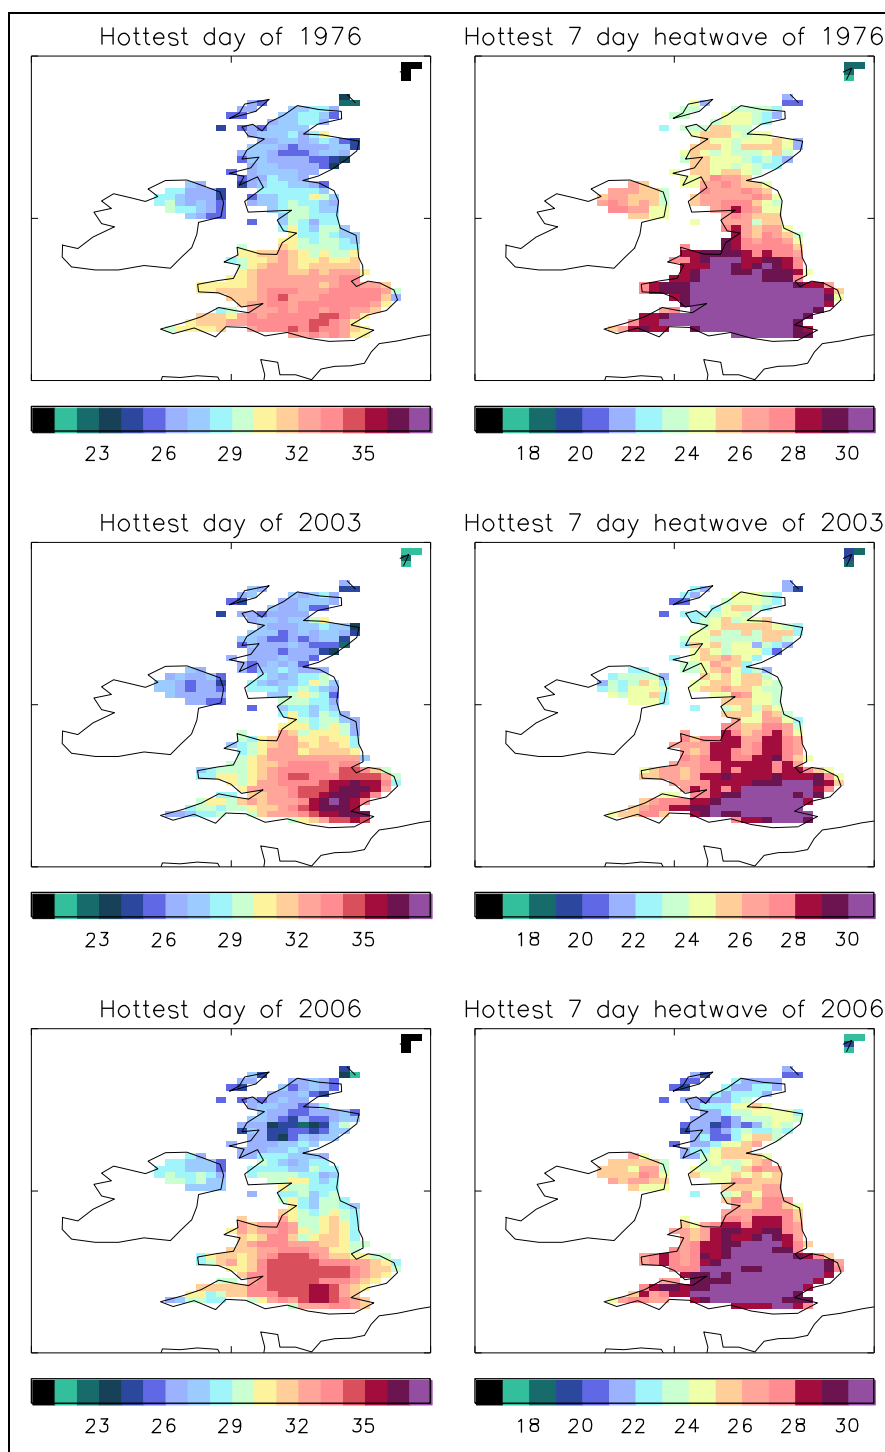 Hottest day of 1976
Hottest 7 day heatwave of 1976
23 26 29 32 35
18 20 22 24 26 28 30
Hottest day of 2003
Hottest 7 day heatwave of 2003
23 26 29 32 35
18 20 22 24 26 28 30
Hottest day of 2006
Hottest 7 day heatwave of 2006
23 26 29 32 35
18 20 22 24 26 28 30